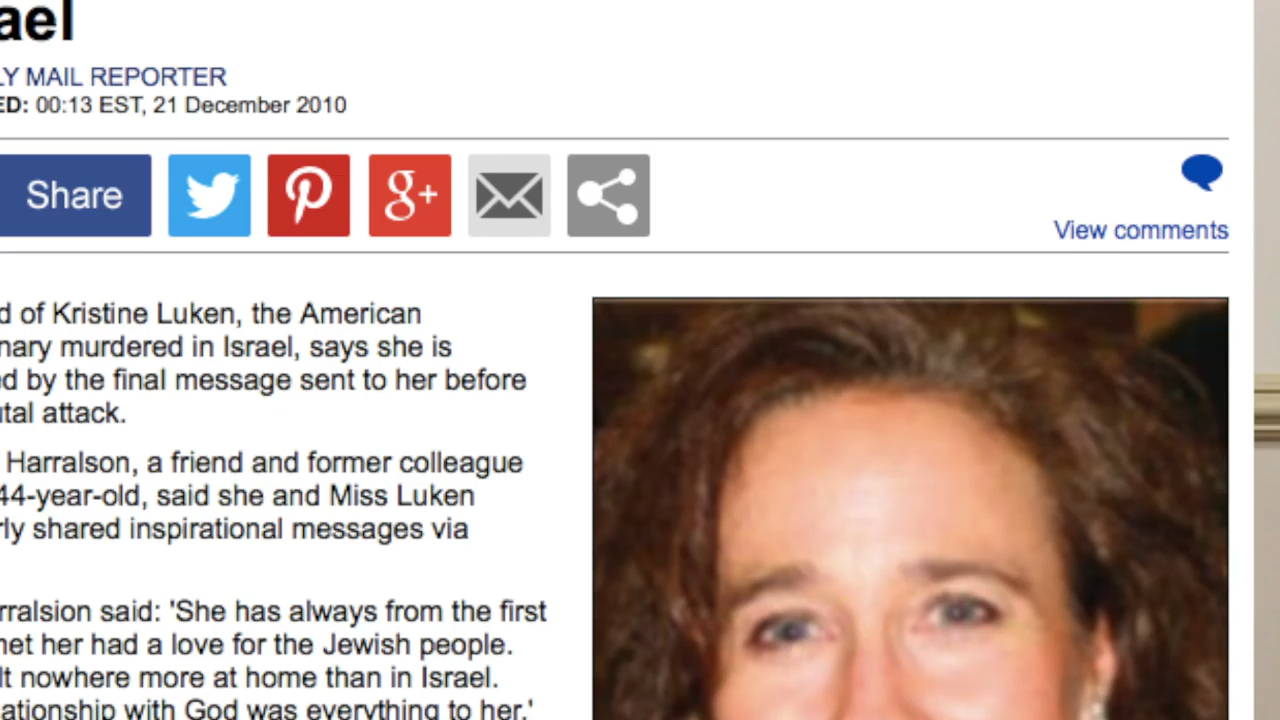 ael
LY MAIL REPORTER
ED: 00:13 EST, 21 December 2010
Share
g+
View comments
d of Kristine Luken, the American
nary murdered in Israel, says she is
ed by the final message sent to her before
utal attack.
Harralson, a friend and former colleague
44-year-old, said she and Miss Luken
rly shared inspirational messages via
rralsion said: 'She has always from the first
met her had a love for the Jewish people.
lt nowhere more at home than in Israel.
ationship with God was everything to her.'